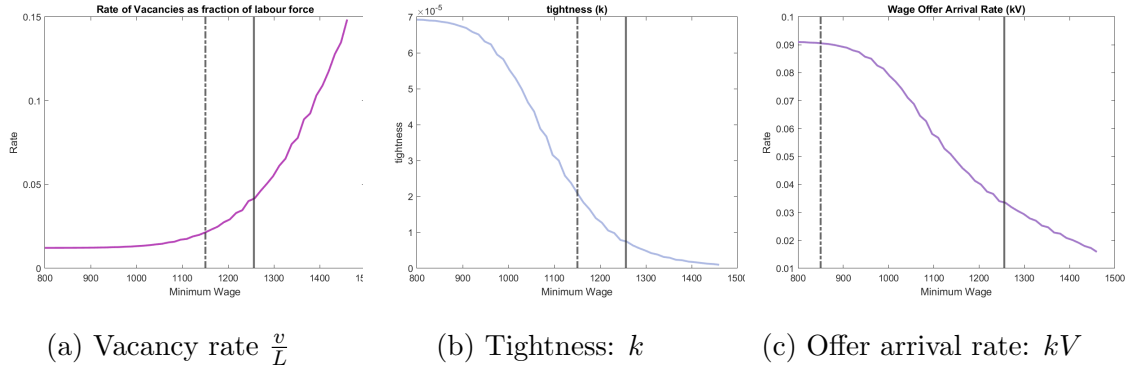 Rate of Vacancies as fraction of labour force
0.15
0.1
0.05
0
Rate
800 900 1000 1100 1200 1300 1400 1500
Minimum Wage
(a) Vacancy rate v/L
×10⁻⁵
tightness (k)
7
6
5
4
3
2
1
0
tightness
800 900 1000 1100 1200 1300 1400 1500
Minimum Wage
(b) Tightness: k
Wage Offer Arrival Rate (kV)
0.1
0.09
0.08
0.07
0.06
0.05
0.04
0.03
0.02
0.01
Rate
800 900 1000 1100 1200 1300 1400 1500
Minimum Wage
(c) Offer arrival rate: kV